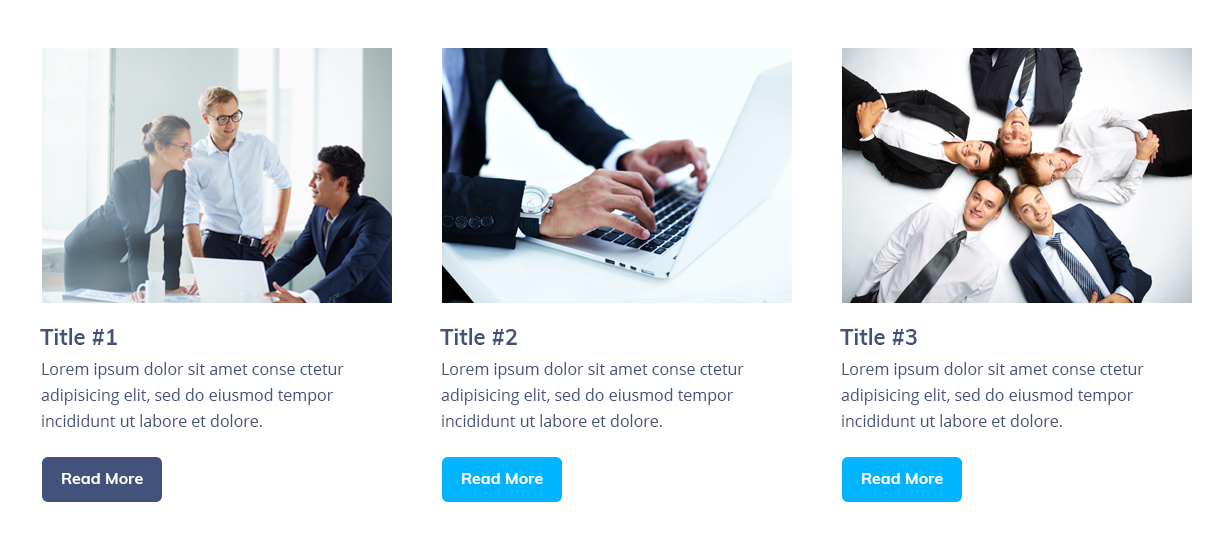 Title #1
Lorem ipsum dolor sit amet conse ctetur
adipisicing elit, sed do eiusmod tempor
incididunt ut labore et dolore.
Read More
Title #2
Lorem ipsum dolor sit amet conse ctetur
adipisicing elit, sed do eiusmod tempor
incididunt ut labore et dolore.
Read More
Title #3
Lorem ipsum dolor sit amet conse ctetur
adipisicing elit, sed do eiusmod tempor
incididunt ut labore et dolore.
Read More